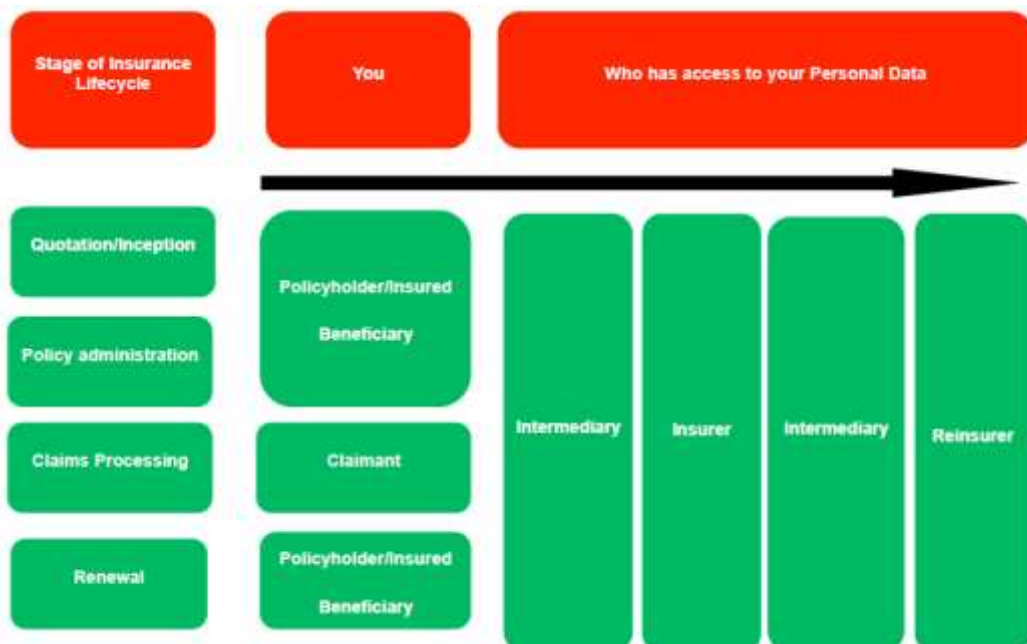 Stage of Insurance
Lifecycle
You
Who has access to your Personal Data
Quotation/Inception
Policy administration
Claims Processing
Renewal
Policyholder/Insured
Beneficiary
Claimant
Policyholder/Insured
Beneficiary
Intermediary
Insurer
Intermediary
Reinsurer